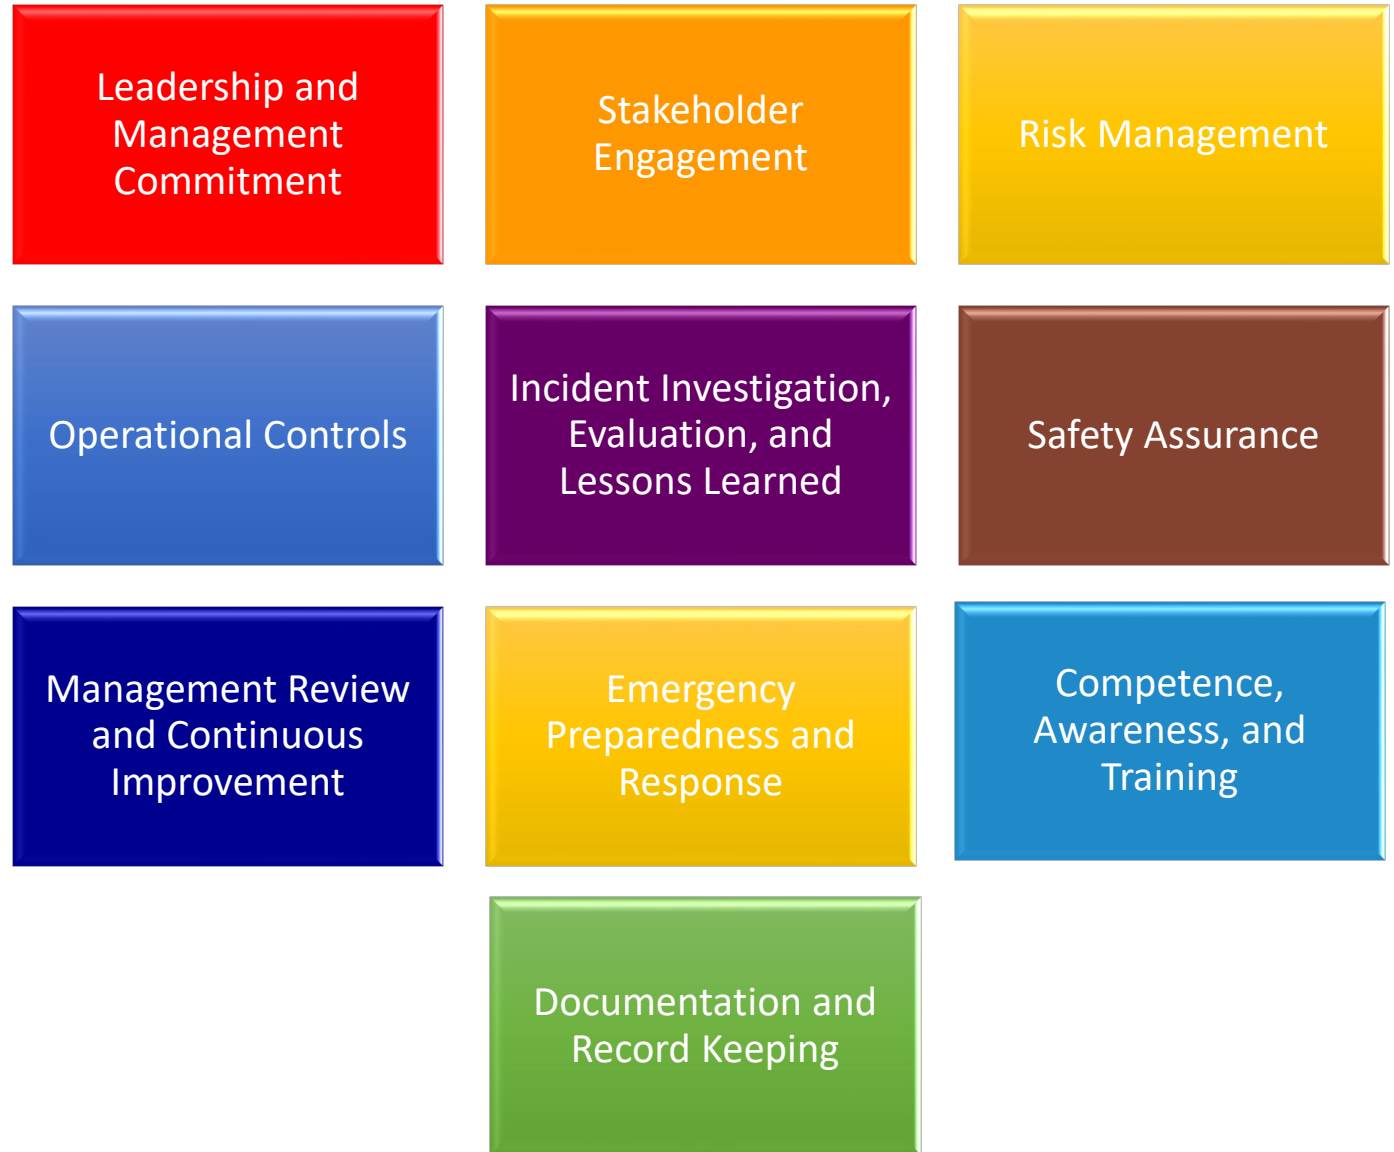 Leadership and
Management
Commitment
Stakeholder
Engagement
Risk Management
Operational Controls
Incident Investigation,
Evaluation, and
Lessons Learned
Safety Assurance
Management Review
and Continuous
Improvement
Emergency
Preparedness and
Response
Competence,
Awareness, and
Training
Documentation and
Record Keeping